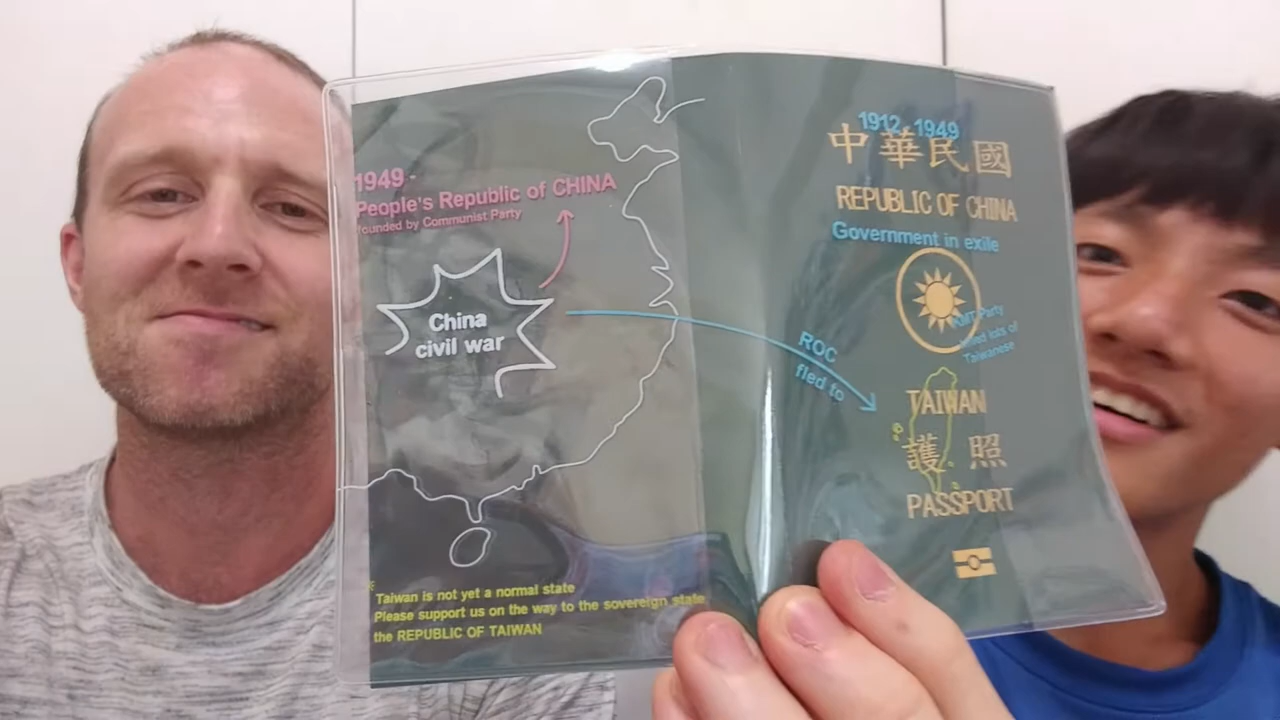 1949 -
People's Republic of CHINA
founded by Communist Party
China
civil war
Taiwan is not yet a normal state
Please support us on the way to the sovereign state
the REPUBLIC OF TAIWAN
1912 1949
中華民國
REPUBLIC OF CHINA
Government in exile
KMT Party
killed lots of
Taiwanese
ROC
fled to
TAIWAN
護照
PASSPORT